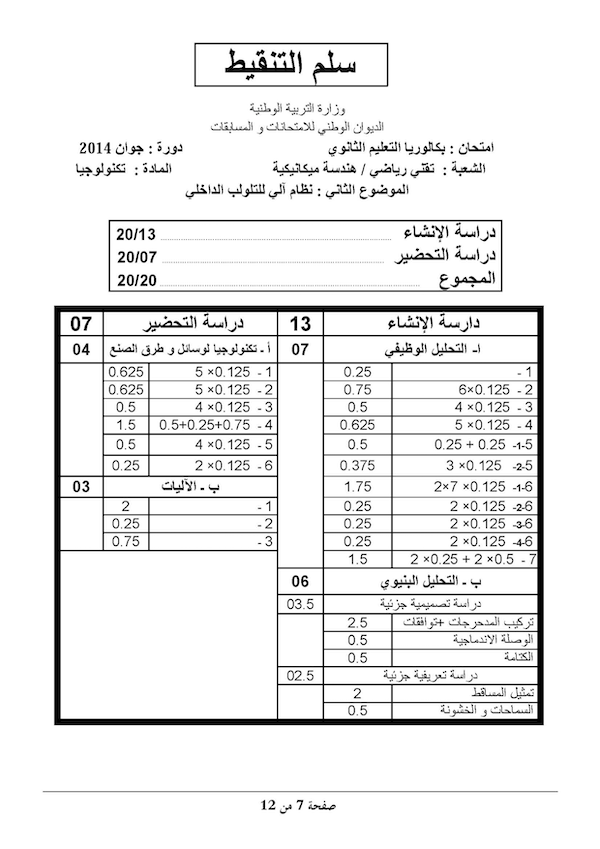 سلم التنقيط
وزارة التربية الوطنية
الديوان الوطني للامتحانات و المسابقات
امتحان : بكالوريا التعليم الثانوي دورة : جوان 2014
الشعبة : تقني رياضي / هندسة ميكانيكية المادة : تكنولوجيا
الموضوع الثاني : نظام آلي للتلولب الداخلي
دراسة الإنشاء 20/13
دراسة التحضير 20/07
المجموع 20/20
دارسة الإنشاء 13
ا- التحليل الوظيفي 07
1 - 0.25
2 - 6×0.125 0.75
3 - 4 ×0.125 0.5
4 - 5 ×0.125 0.625
5-1- 0.25 + 0.25 0.5
5-2- 3 ×0.125 0.375
6-1- 2×7 ×0.125 1.75
6-2- 2 ×0.125 0.25
6-3- 2 ×0.125 0.25
6-4- 2 ×0.125 0.25
7 - 2 ×0.25 + 2 ×0.5 1.5
ب - التحليل البنيوي 06
دراسة تصميمية جزئية 03.5
تركيب المدحرجات +توافقات 2.5
الوصلة الاندماجية 0.5
الكتامة 0.5
دراسة تعريفية جزئية 02.5
تمثيل المساقط 2
السماحات و الخشونة 0.5
دراسة التحضير 07
أ - تكنولوجيا لوسائل و طرق الصنع 04
1 - 5 ×0.125 0.625
2 - 5 ×0.125 0.625
3 - 4 ×0.125 0.5
4 - 0.5+0.25+0.75 1.5
5 - 4 ×0.125 0.5
6 - 2 ×0.125 0.25
ب - الآليات 03
1 - 2
2 - 0.25
3 - 0.75
صفحة 7 من 12